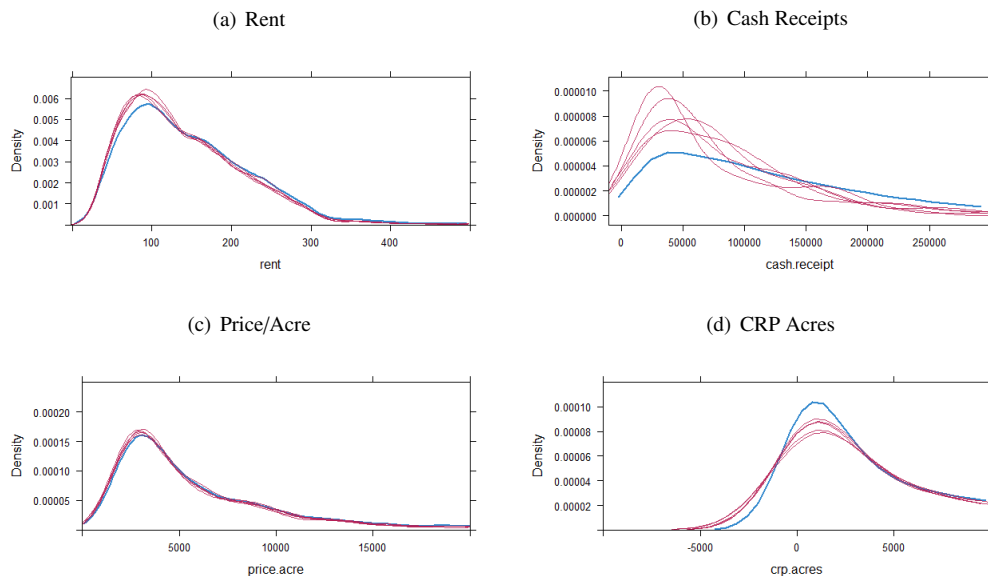 (a) Rent
Density
0.006
0.005
0.004
0.003
0.002
0.001
100 200 300 400
rent
(b) Cash Receipts
Density
0.000010
0.000008
0.000006
0.000004
0.000002
0.000000
0 50000 100000 150000 200000 250000
cash.receipt
(c) Price/Acre
Density
0.00020
0.00015
0.00010
0.00005
5000 10000 15000
price.acre
(d) CRP Acres
Density
0.00010
0.00008
0.00006
0.00004
0.00002
-5000 0 5000
crp.acres